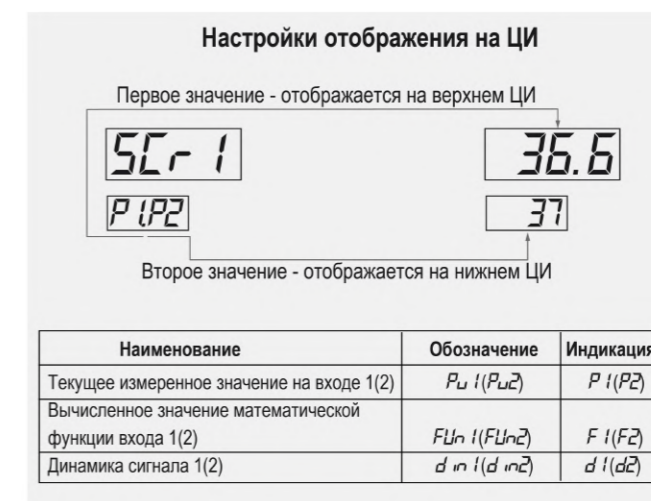 Настройки отображения на ЦИ
Первое значение - отображается на верхнем ЦИ
SCr 1
36.6
P1.P2
37
Второе значение - отображается на нижнем ЦИ
Наименование Обозначение Индикация
Текущее измеренное значение на входе 1(2) Pu 1(Pu2) P 1(P2)
Вычисленное значение математической
функции входа 1(2) FUn 1(FUn2) F 1(F2)
Динамика сигнала 1(2) d in 1(d in2) d 1(d2)